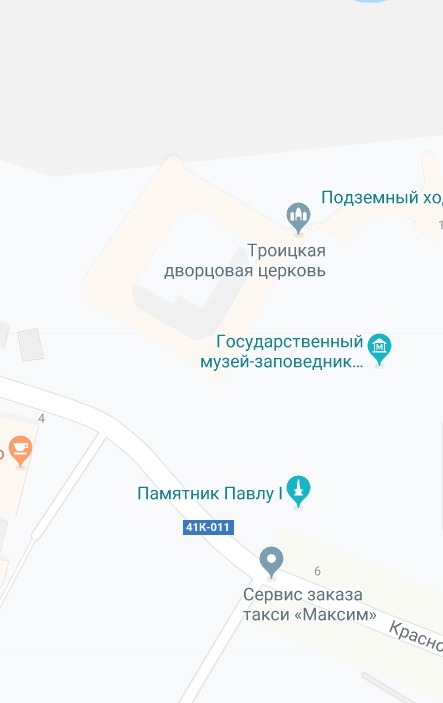 Подземный ход
Троицкая
дворцовая церковь
Государственный
музей-заповедник...
4
Памятник Павлу I
41К-011
6
Сервис заказа
такси «Максим»
Красно